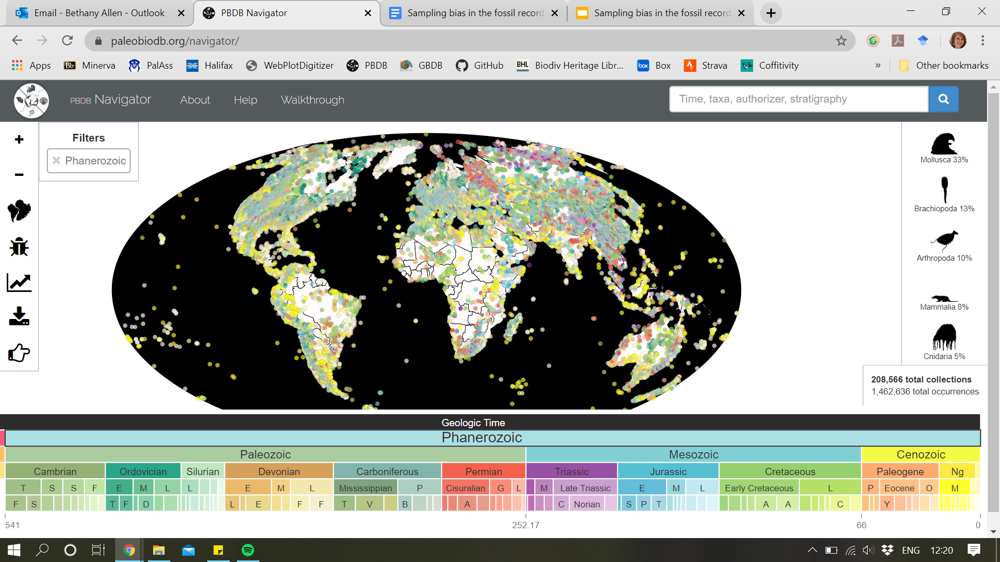 Email - Bethany Allen - Outlook
PBDB Navigator
Sampling bias in the fossil record
Sampling bias in the fossil record
paleobiodb.org/navigator/
Apps
Bb Minerva
PalAss
HALIFAX Halifax
WebPlotDigitizer
PBDB
GBDB
GitHub
BHL Biodiv Heritage Libr...
box Box
Strava
Coffitivity
»
Other bookmarks
PBDB Navigator
About
Help
Walkthrough
Time, taxa, authorizer, stratigraphy
Filters
× Phanerozoic
Mollusca 33%
Brachiopoda 13%
Arthropoda 10%
Mammalia 8%
Cnidaria 5%
208,566 total collections
1,462,636 total occurrences
Geologic Time
Phanerozoic
Paleozoic Mesozoic Cenozoic
Cambrian Ordovician Silurian Devonian Carboniferous Permian Triassic Jurassic Cretaceous Paleogene Ng
T S S F E M L L E M L Mississippian P Cisuralian G L M Late Triassic E M L Early Cretaceous L P Eocene O M
F S T F D L E F F T V B A C Norian S P T A A C Y
541 252.17 66 0
ENG 12:20